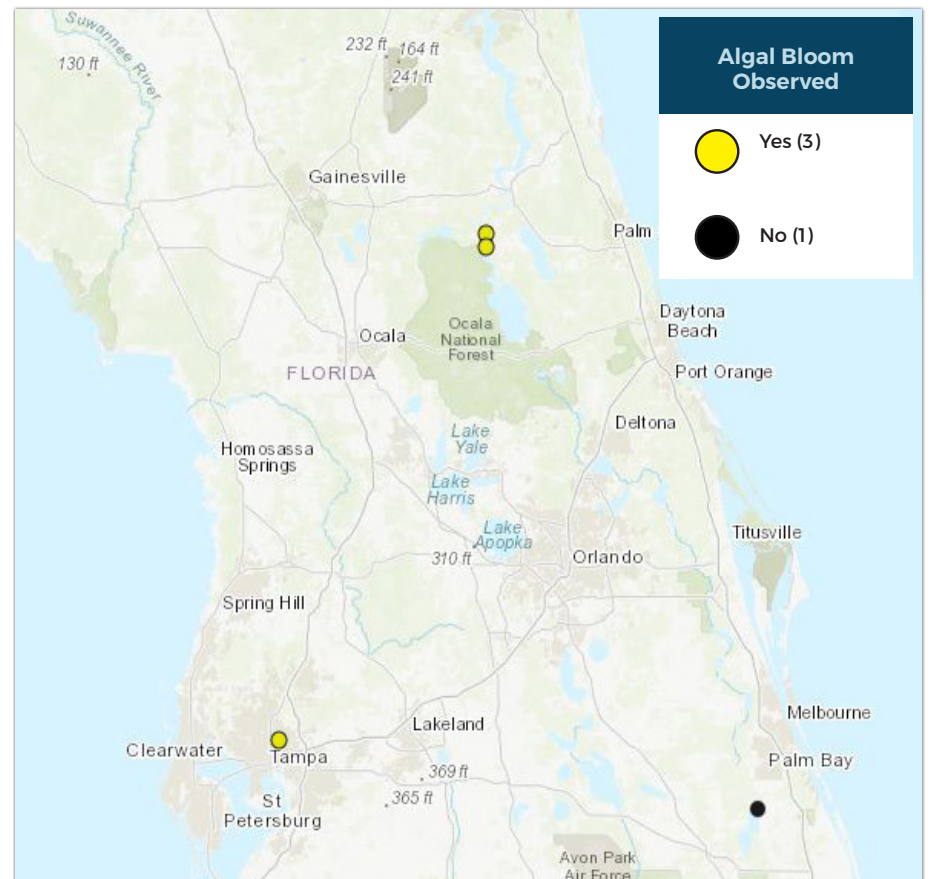 Suwannee River
130 ft
232 ft
164 ft
241 ft
Algal Bloom
Observed
Yes (3)
No (1)
Gainesville
Palm
Daytona
Beach
Ocala
Ocala
National
Forest
FLORIDA
Port Orange
Deltona
Lake
Yale
Homosassa
Springs
Lake
Harris
Lake
Apopka
310 ft
Titusville
Orlando
Spring Hill
Lakeland
Melbourne
Clearwater
Tampa
Palm Bay
369 ft
365 ft
St
Petersburg
Avon Park
Air Force